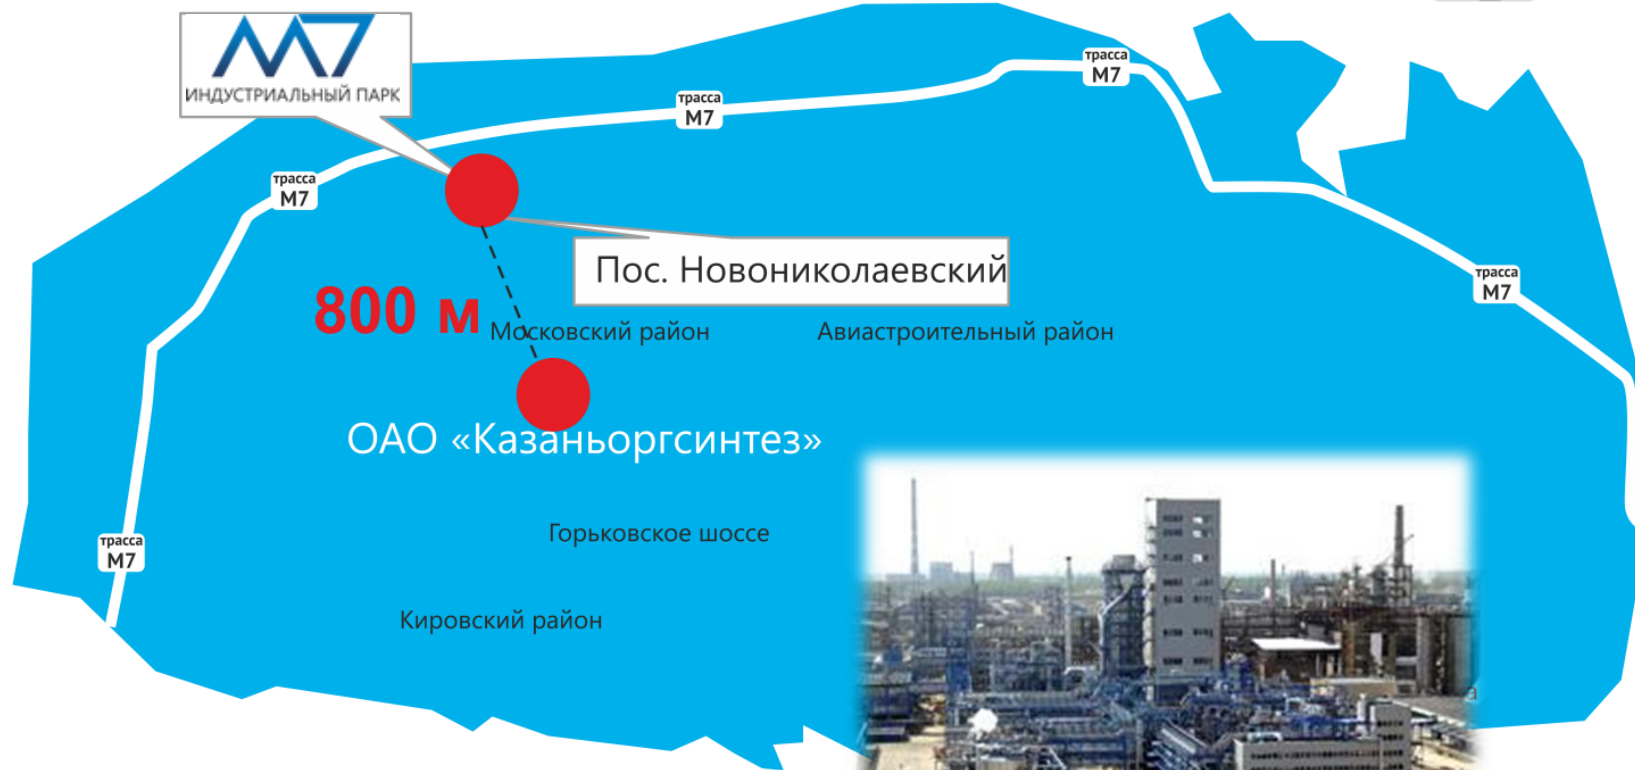 М7
ИНДУСТРИАЛЬНЫЙ ПАРК
трасса
М7
трасса
М7
трасса
М7
Пос. Новониколаевский
трасса
М7
800 м
Московский район
Авиастроительный район
ОАО «Казаньоргсинтез»
Горьковское шоссе
трасса
М7
Кировский район